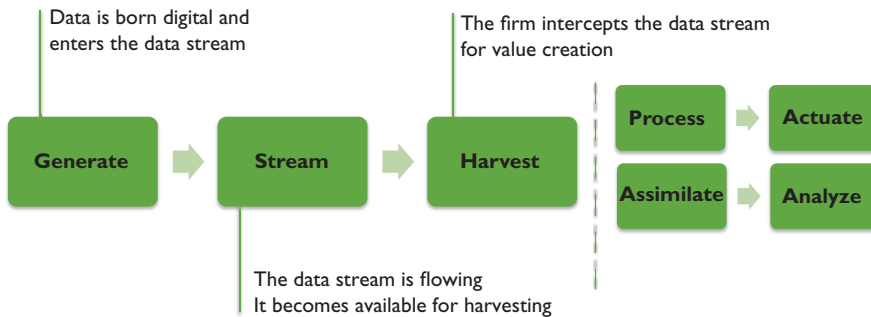 Data is born digital and
enters the data stream
The firm intercepts the data stream
for value creation
Generate
Stream
Harvest
Process
Actuate
Assimilate
Analyze
The data stream is flowing
It becomes available for harvesting